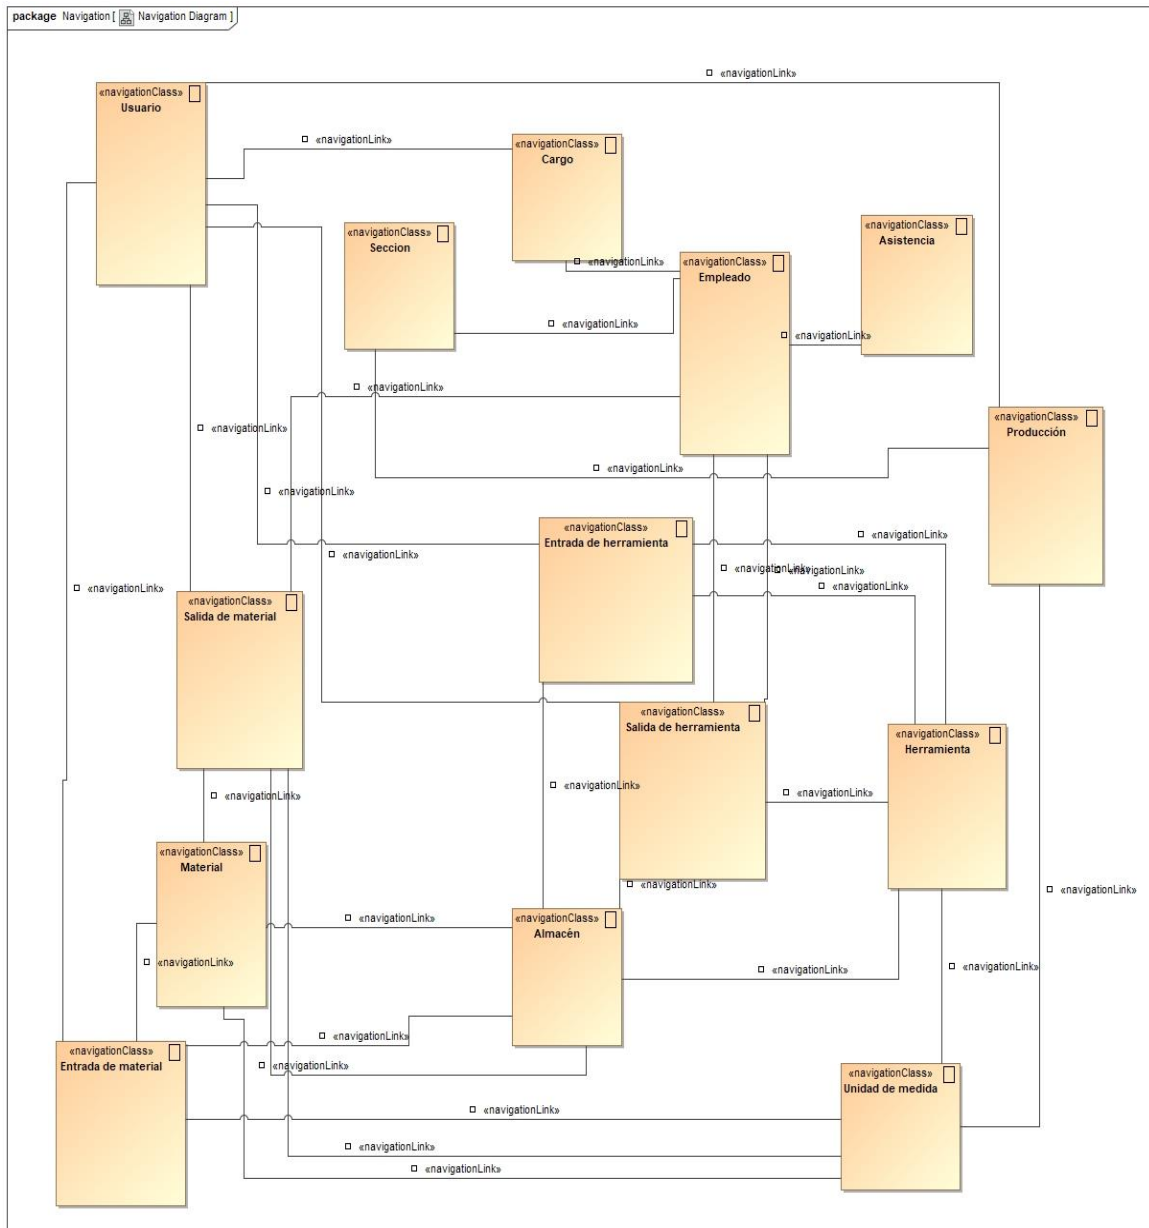 package Navigation [ Navigation Diagram ]
«navigationLink»
«navigationClass»
Usuario
«navigationLink»
«navigationClass»
Cargo
«navigationClass»
Seccion
«navigationClass»
Asistencia
«navigationLink»
«navigationClass»
Empleado
«navigationLink»
«navigationLink»
«navigationLink»
«navigationClass»
Producción
«navigationLink»
«navigationLink»
«navigationLink»
«navigationClass»
Entrada de herramienta
«navigationLink»
«navigationLink»
«navigationLink»
«navigationLink»
«navigationLink»
«navigationLink»
«navigationClass»
Salida de material
«navigationClass»
Salida de herramienta
«navigationClass»
Herramienta
«navigationLink»
«navigationLink»
«navigationLink»
«navigationClass»
Material
«navigationLink»
«navigationLink»
«navigationLink»
«navigationClass»
Almacén
«navigationLink»
«navigationLink»
«navigationLink»
«navigationLink»
«navigationClass»
Entrada de material
«navigationLink»
«navigationClass»
Unidad de medida
«navigationLink»
«navigationLink»
«navigationLink»